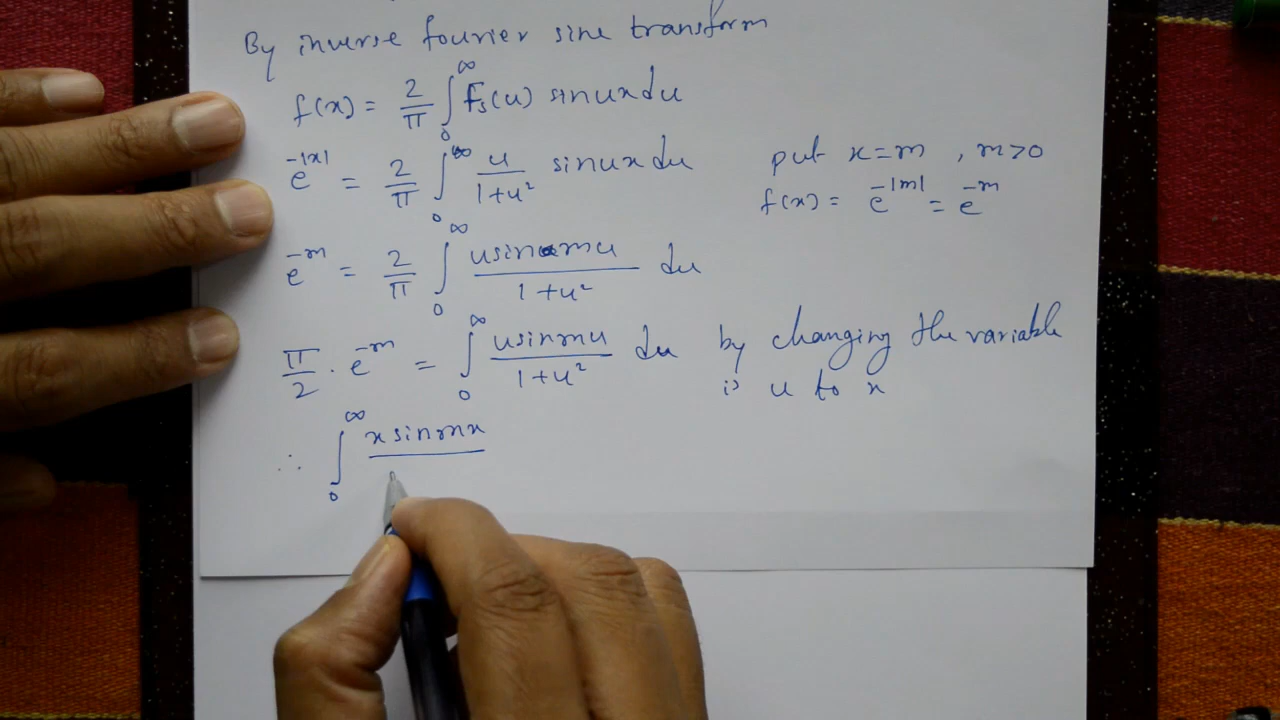 By inverse fourier sine transform
f(x) = 2/π ∫₀^∞ Fₛ(u) sinux du
e^-|x| = 2/π ∫₀^∞ u/1+u² sinux du
put x=m , m>0
f(x) = e^-|m| = e^-m
e^-m = 2/π ∫₀^∞ usinmu/1+u² du
π/2 . e^-m = ∫₀^∞ usinmu/1+u² du by changing the variable
is u to x
∴ ∫₀^∞ x sinmx